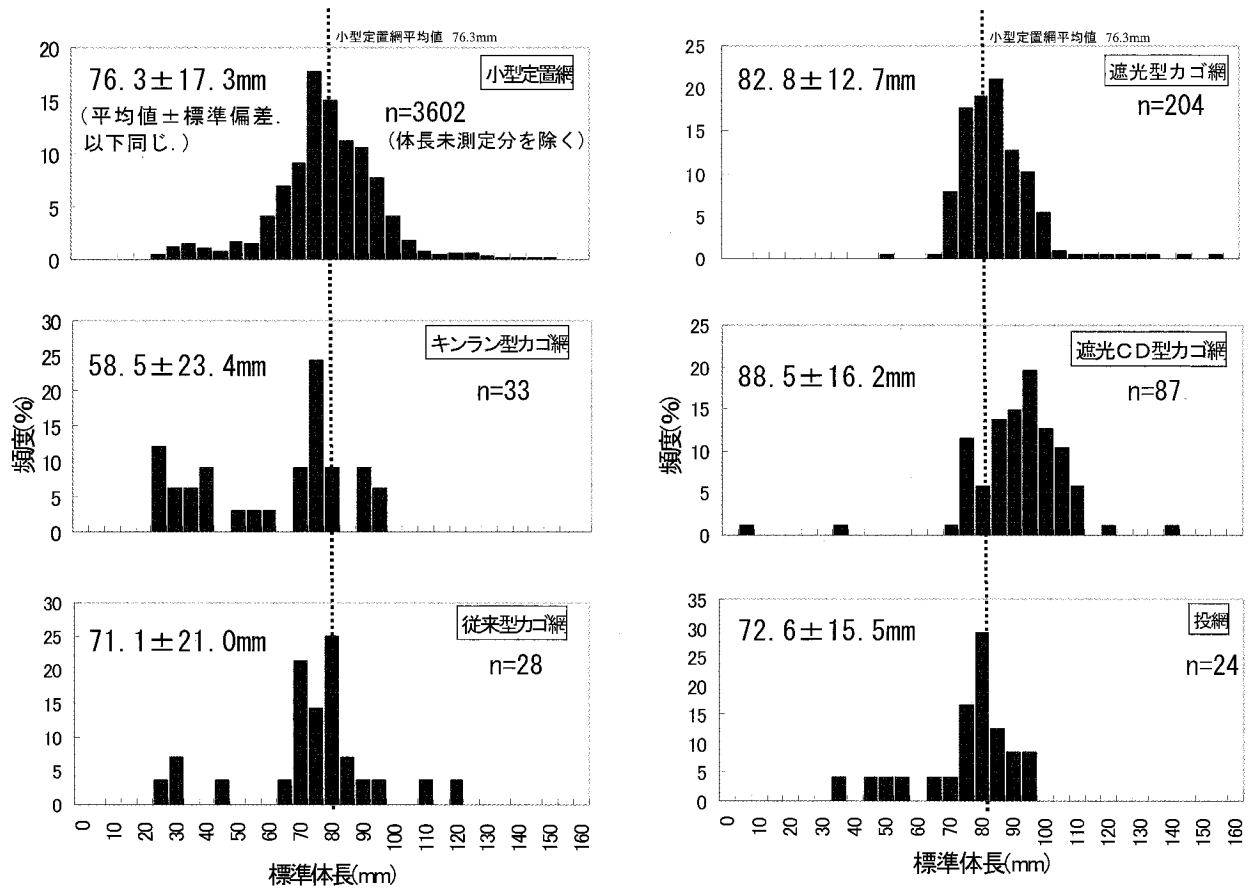 小型定置網平均値 76.3mm
小型定置網
76.3±17.3mm
(平均値±標準偏差.
以下同じ.)
n=3602
(体長未測定分を除く)
20
15
10
5
0
キンラン型カゴ網
58.5±23.4mm
n=33
30
25
20
15
10
5
0
頻度(%)
従来型カゴ網
71.1±21.0mm
n=28
30
25
20
15
10
5
0
0 10 20 30 40 50 60 70 80 90 100 110 120 130 140 150 160
標準体長(mm)
小型定置網平均値 76.3mm
遮光型カゴ網
82.8±12.7mm
n=204
25
20
15
10
5
0
遮光CD型カゴ網
88.5±16.2mm
n=87
25
20
15
10
5
0
頻度(%)
投網
72.6±15.5mm
n=24
35
30
25
20
15
10
5
0
0 10 20 30 40 50 60 70 80 90 100 110 120 130 140 150 160
標準体長(mm)